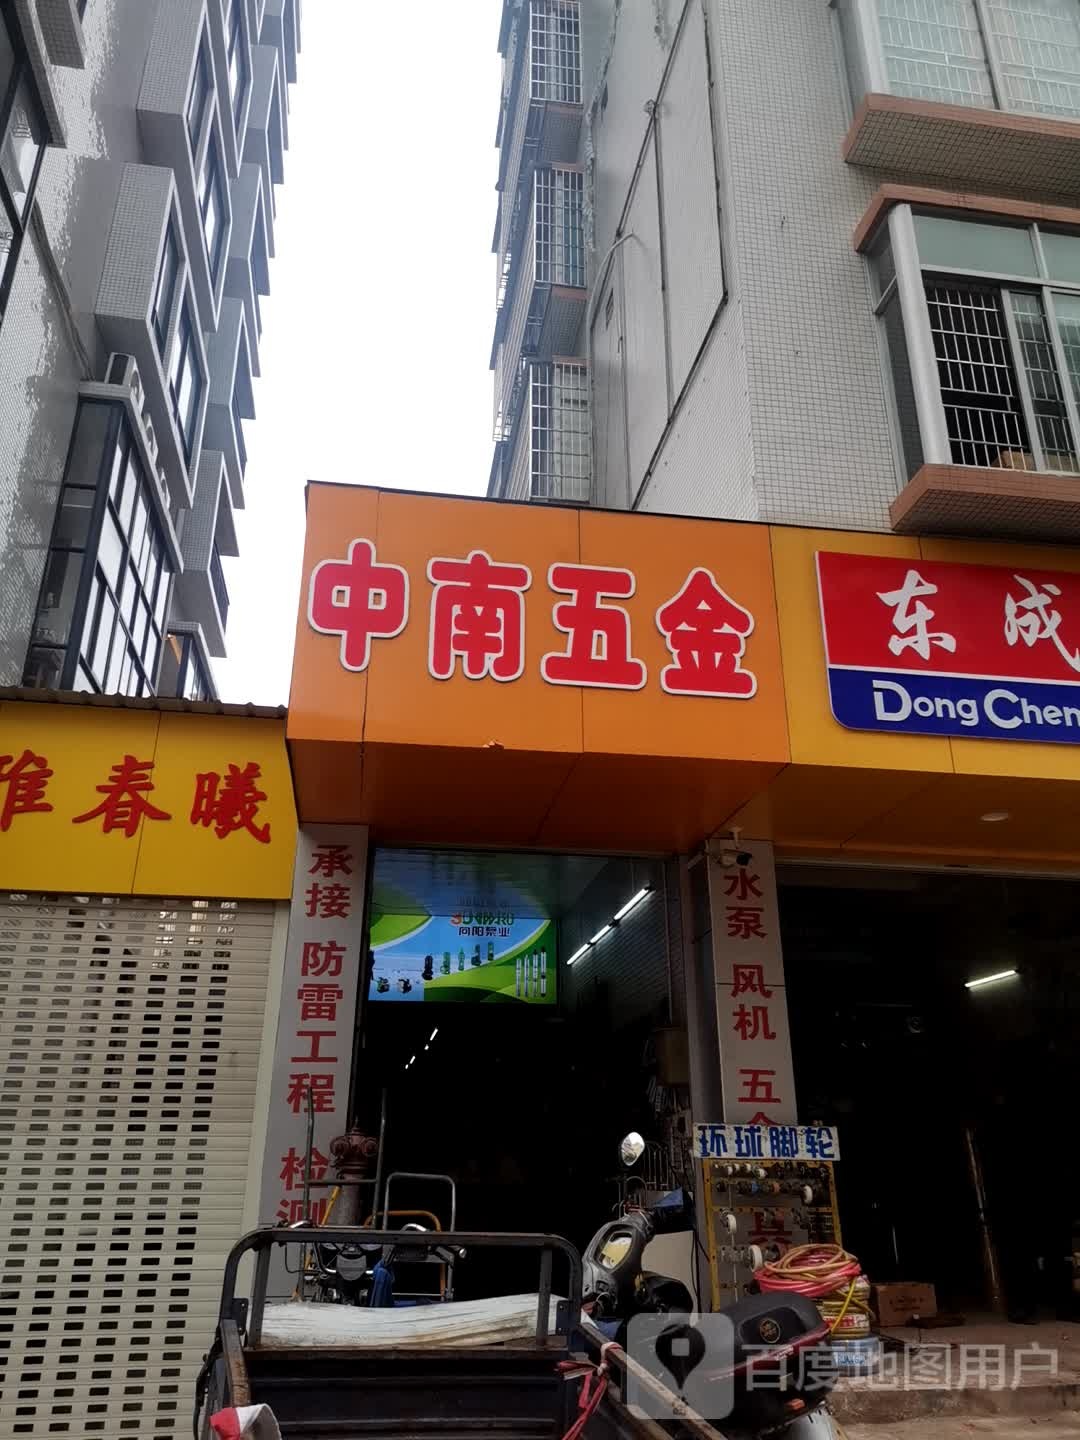 中南五金
东成
DongChen
春曦
承接 防雷工程 检测
向阳泵业
水泵 风机 五金
具
环球脚轮
百度地图用户